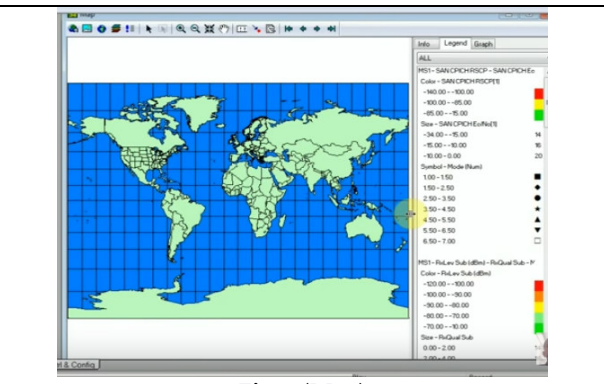 Map
Info Legend Graph
ALL
MS1 - SAN CPICH RSCP - SAN CPICH Ec
Color - SAN CPICH RSCP[1]
-140.00 - -100.00
-100.00 - -85.00
-85.00 - -15.00
Size - SAN CPICH Ec/No[1]
-34.00 - -15.00 14
-15.00 - -10.00 16
-10.00 - 0.00 20
Symbol - Mode (Num)
1.00 - 1.50
1.50 - 2.50
2.50 - 3.50
3.50 - 4.50
4.50 - 5.50
5.50 - 6.50
6.50 - 7.00
MS1 - RxLev Sub (dBm) - RxQual Sub - M
Color - RxLev Sub (dBm)
-120.00 - -100.00
-100.00 - -90.00
-90.00 - -80.00
-80.00 - -70.00
-70.00 - -10.00
Size - RxQual Sub
0.00 - 2.00
2.00 - 4.00
& Config